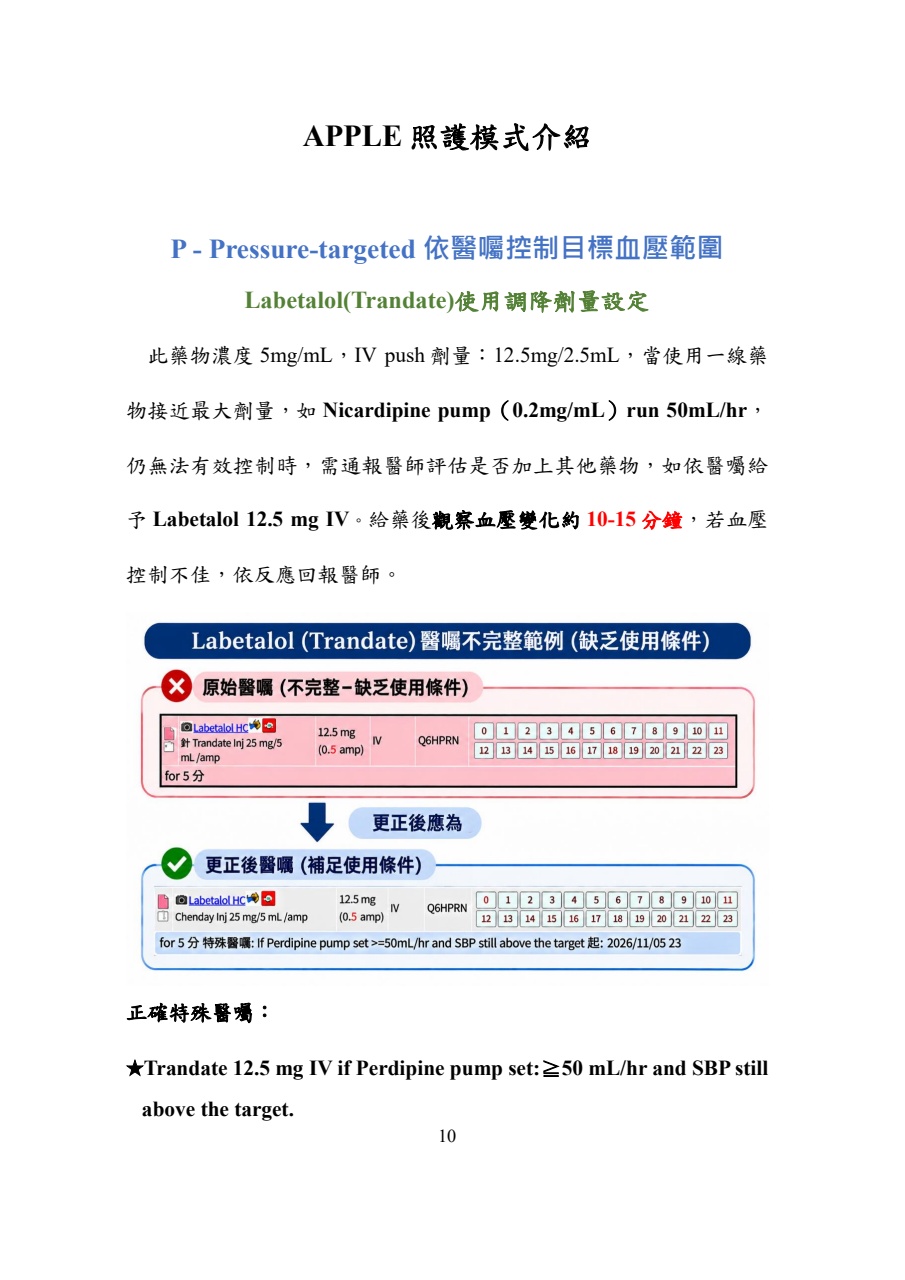 APPLE 照護模式介紹
P - Pressure-targeted 依醫囑控制目標血壓範圍
Labetalol(Trandate)使用調降劑量設定
此藥物濃度 5mg/mL，IV push 劑量：12.5mg/2.5mL，當使用一線藥
物接近最大劑量，如 Nicardipine pump（0.2mg/mL）run 50mL/hr，
仍無法有效控制時，需通報醫師評估是否加上其他藥物，如依醫囑給
予 Labetalol 12.5 mg IV。給藥後觀察血壓變化約 10-15 分鐘，若血壓
控制不佳，依反應回報醫師。
Labetalol (Trandate) 醫囑不完整範例 (缺乏使用條件)
原始醫囑 (不完整－缺乏使用條件)
Labetalol HC
針 Trandate Inj 25 mg/5
mL /amp
12.5 mg
(0.5 amp)
IV
Q6HPRN
0 1 2 3 4 5 6 7 8 9 10 11
12 13 14 15 16 17 18 19 20 21 22 23
for 5 分
更正後應為
更正後醫囑 (補足使用條件)
Labetalol HC
Chenday Inj 25 mg/5 mL /amp
12.5 mg
(0.5 amp)
IV
Q6HPRN
0 1 2 3 4 5 6 7 8 9 10 11
12 13 14 15 16 17 18 19 20 21 22 23
for 5 分 特殊醫囑: If Perdipine pump set >=50mL/hr and SBP still above the target 起: 2026/11/05 23
正確特殊醫囑：
★Trandate 12.5 mg IV if Perdipine pump set:≧50 mL/hr and SBP still
above the target.
10